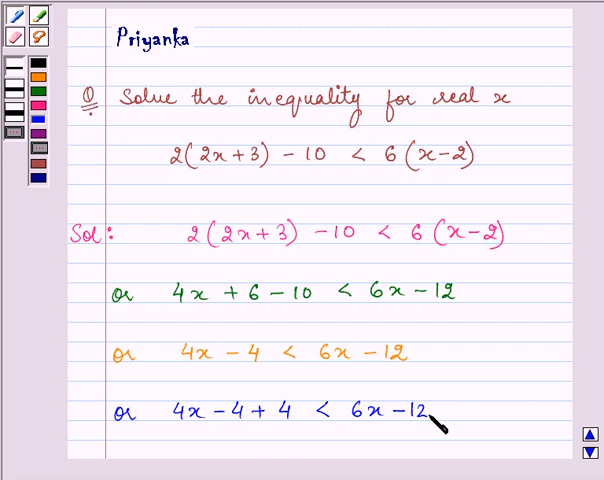 Priyanka
Q Solve the inequality for real x
2(2x+3) - 10 < 6(x-2)
Sol: 2(2x+3) - 10 < 6(x-2)
or 4x + 6 - 10 < 6x - 12
or 4x - 4 < 6x - 12
or 4x - 4 + 4 < 6x - 12